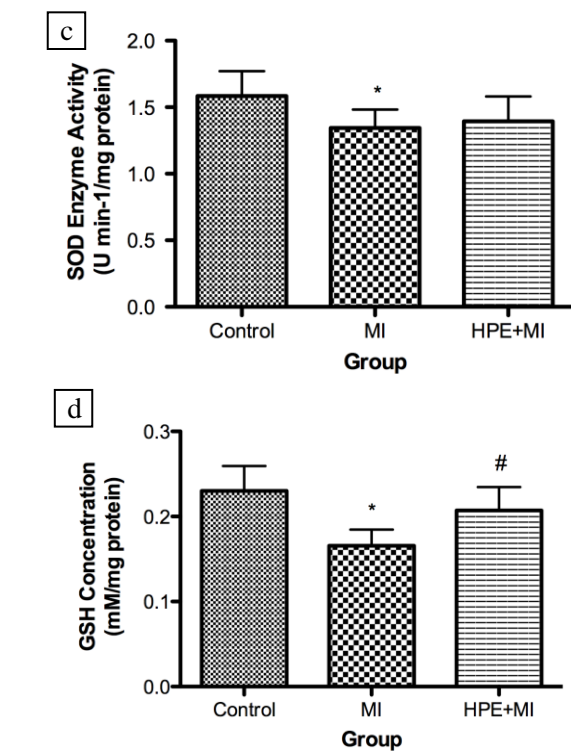 c
SOD Enzyme Activity
(U min-1/mg protein)
2.0
1.5
1.0
0.5
0.0
*
Control MI HPE+MI
Group
d
GSH Concentration
(mM/mg protein)
0.3
0.2
0.1
0.0
*
#
Control MI HPE+MI
Group